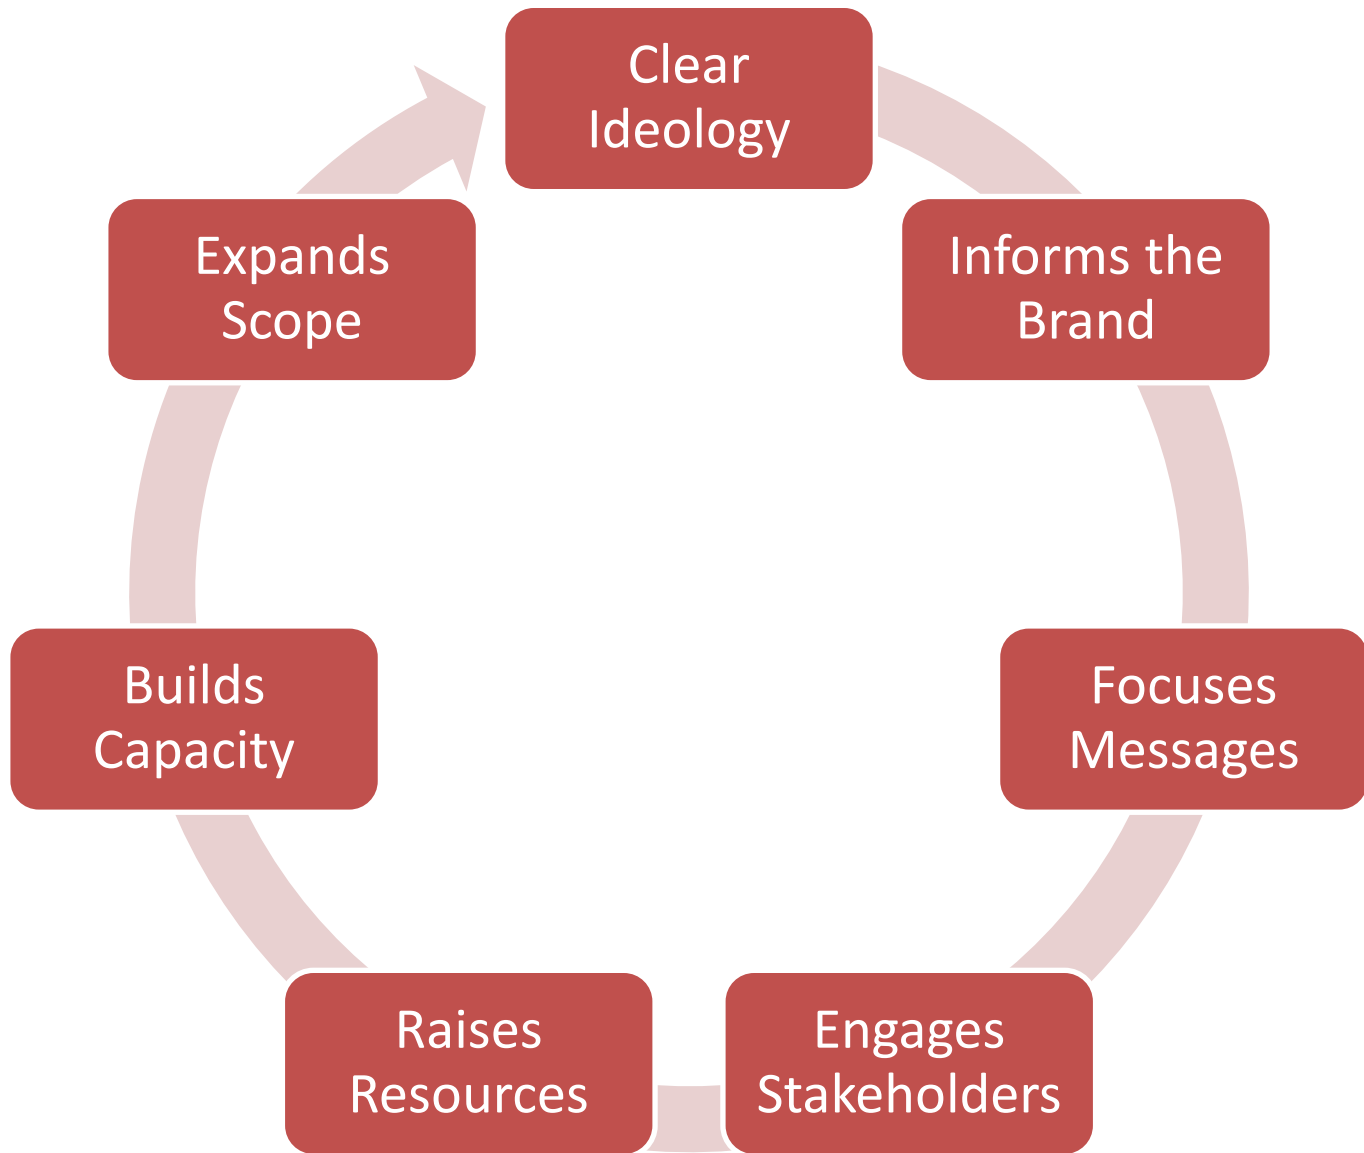 Clear
Ideology
Informs the
Brand
Focuses
Messages
Engages
Stakeholders
Raises
Resources
Builds
Capacity
Expands
Scope